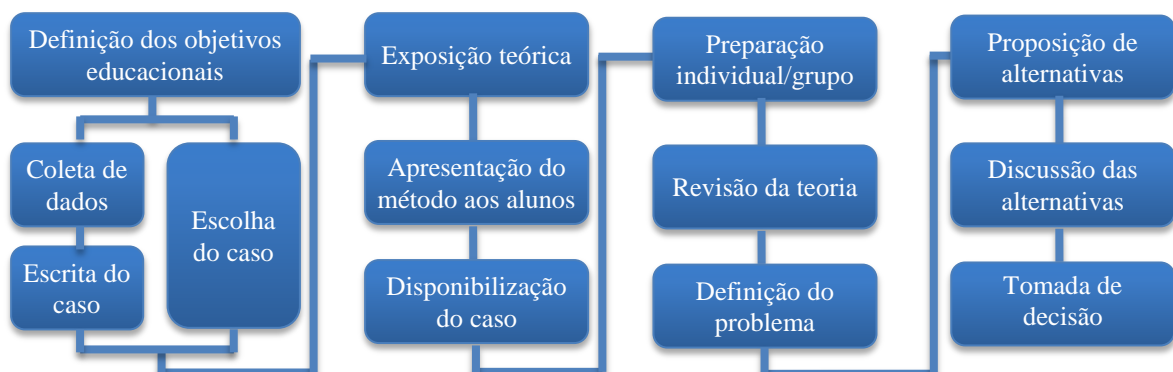 Definição dos objetivos
educacionais
Coleta de
dados
Escrita do
caso
Escolha
do caso
Exposição teórica
Apresentação do
método aos alunos
Disponibilização
do caso
Preparação
individual/grupo
Revisão da teoria
Definição do
problema
Proposição de
alternativas
Discussão das
alternativas
Tomada de
decisão